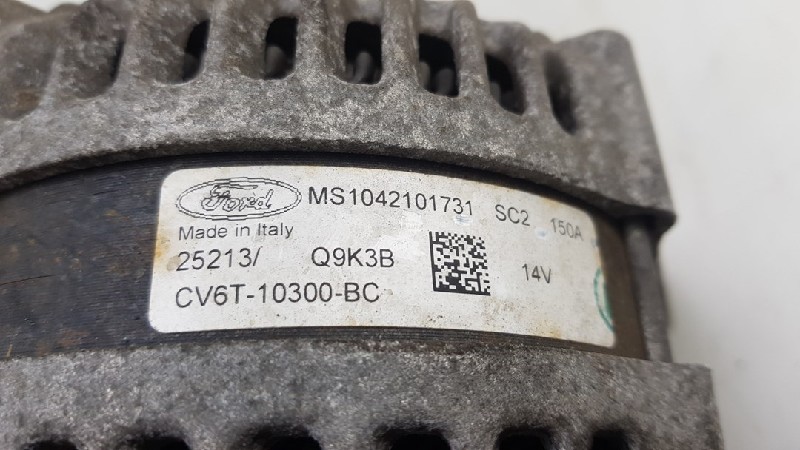 Ford MS1042101731 SC2 150A
Made in Italy
25213/ Q9K3B 14V
CV6T-10300-BC